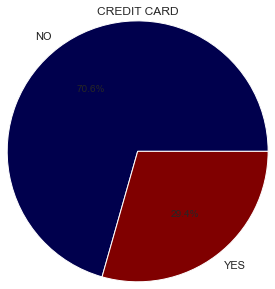 CREDIT CARD
NO
70.6%
YES